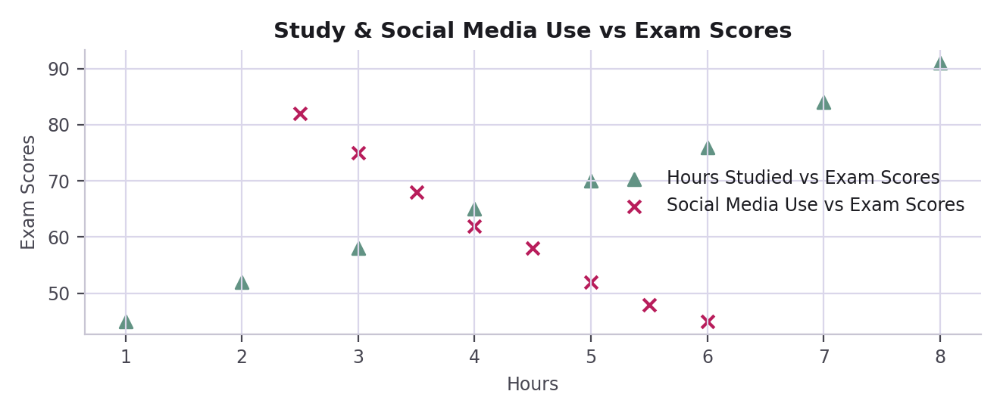 Study & Social Media Use vs Exam Scores
Exam Scores
90
80
70
60
50
Hours Studied vs Exam Scores
Social Media Use vs Exam Scores
1 2 3 4 5 6 7 8
Hours